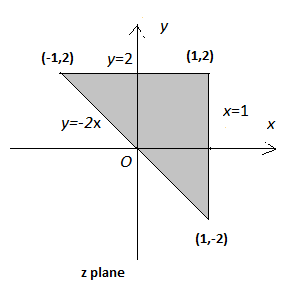 y
(-1,2) y=2 (1,2)
y=-2x
x=1
x
O
(1,-2)
z plane